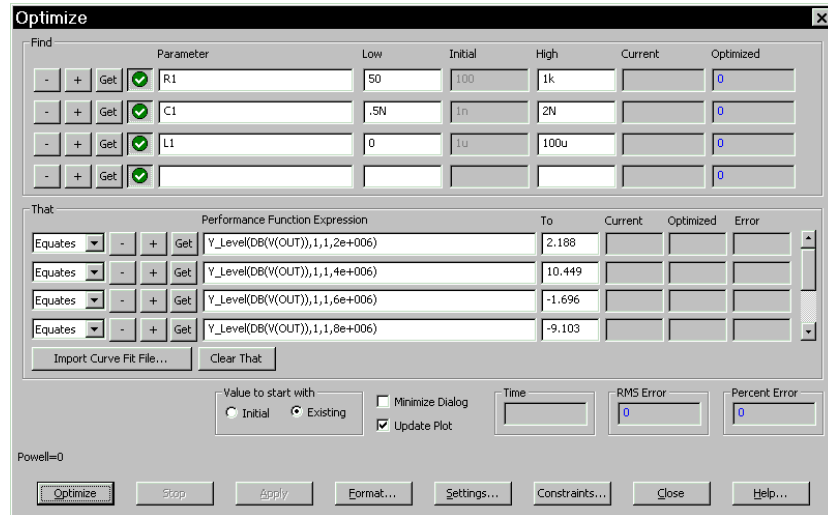 Optimize
Find
Parameter Low Initial High Current Optimized
- + Get R1 50 100 1k 0
- + Get C1 .5N 1n 2N 0
- + Get L1 0 1u 100u 0
- + Get 0
That
Performance Function Expression To Current Optimized Error
Equates - + Get Y_Level(DB(V(OUT)),1,1,2e+006) 2.188
Equates - + Get Y_Level(DB(V(OUT)),1,1,4e+006) 10.449
Equates - + Get Y_Level(DB(V(OUT)),1,1,6e+006) -1.696
Equates - + Get Y_Level(DB(V(OUT)),1,1,8e+006) -9.103
Import Curve Fit File... Clear That
Value to start with Time RMS Error Percent Error
Initial Existing Minimize Dialog 0 0
Update Plot
Powell=0
Optimize Stop Apply Format... Settings... Constraints... Close Help...